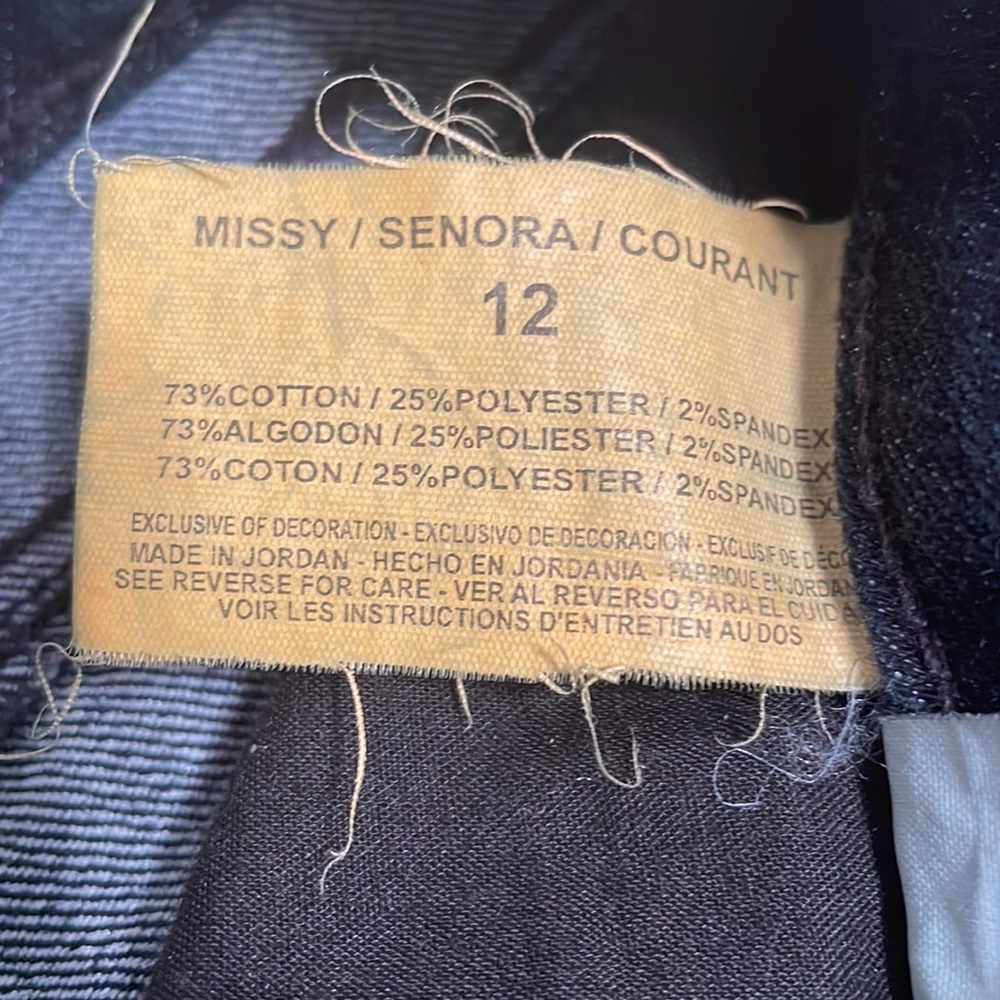 MISSY / SENORA / COURANT
12
73%COTTON / 25%POLYESTER / 2%SPANDEX
73%ALGODON / 25%POLIESTER / 2%SPANDEX
73%COTON / 25%POLYESTER / 2%SPANDEX
EXCLUSIVE OF DECORATION - EXCLUSIVO DE DECORACION - EXCLUSIF DE
MADE IN JORDAN - HECHO EN JORDANIA - FABRIQUE EN JORDAN
SEE REVERSE FOR CARE - VER AL REVERSO PARA EL
VOIR LES INSTRUCTIONS D'ENTRETIEN AU DOS